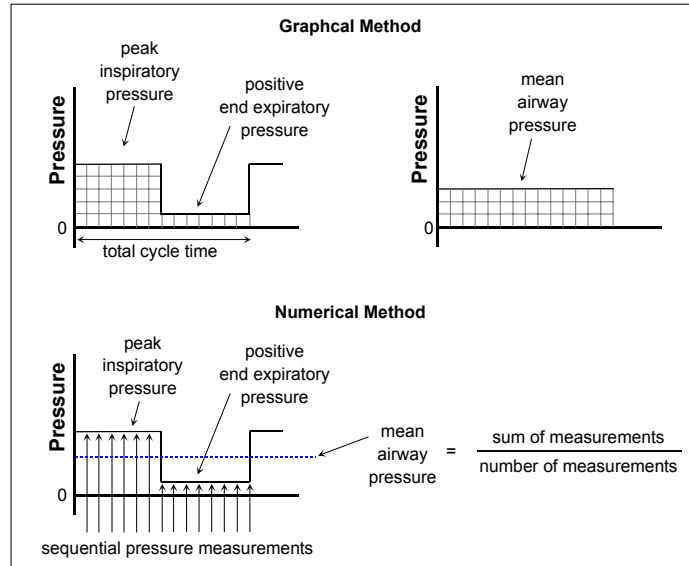 Graphcal Method
peak
inspiratory
pressure
positive
end expiratory
pressure
Pressure
0
total cycle time
mean
airway
pressure
Pressure
0
Numerical Method
peak
inspiratory
pressure
positive
end expiratory
pressure
Pressure
0
sequential pressure measurements
mean
airway
pressure
=
sum of measurements
number of measurements